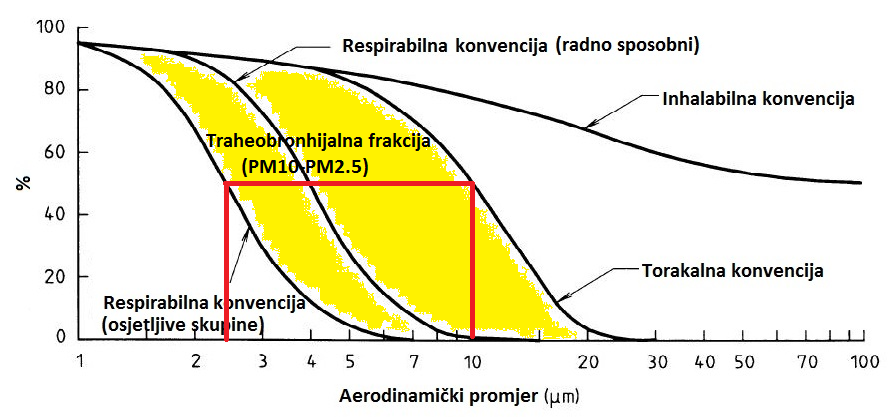 100
80
60
40
20
0
%
Respirabilna konvencija (radno sposobni)
Inhalabilna konvencija
Traheobronhijalna frakcija
(PM10-PM2.5)
Torakalna konvencija
Respirabilna konvencija
(osjetljive skupine)
1 2 3 4 5 7 10 20 30 40 50 70 100
Aerodinamički promjer (μm)